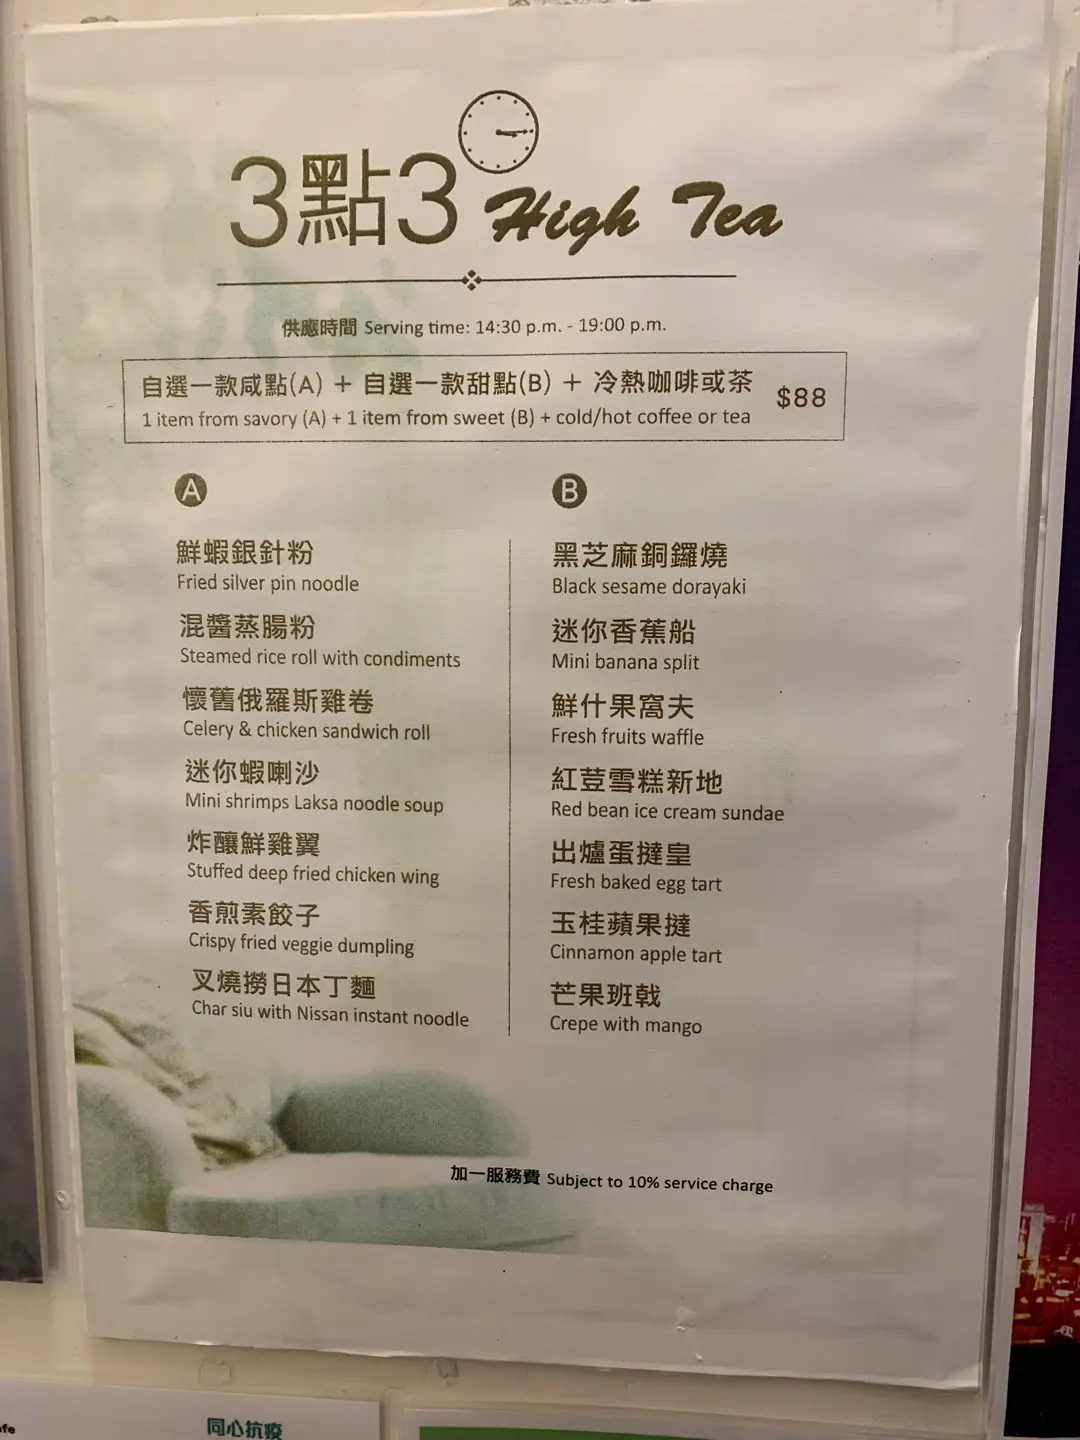 3點3 High Tea
供應時間 Serving time: 14:30 p.m. - 19:00 p.m.
自選一款咸點(A) + 自選一款甜點(B) + 冷熱咖啡或茶
1 item from savory (A) + 1 item from sweet (B) + cold/hot coffee or tea
$88
A
鮮蝦銀針粉
Fried silver pin noodle
混醬蒸腸粉
Steamed rice roll with condiments
懷舊俄羅斯雞卷
Celery & chicken sandwich roll
迷你蝦喇沙
Mini shrimps Laksa noodle soup
炸釀鮮雞翼
Stuffed deep fried chicken wing
香煎素餃子
Crispy fried veggie dumpling
叉燒撈日本丁麵
Char siu with Nissan instant noodle
B
黑芝麻銅鑼燒
Black sesame dorayaki
迷你香蕉船
Mini banana split
鮮什果窩夫
Fresh fruits waffle
紅荳雪糕新地
Red bean ice cream sundae
出爐蛋撻皇
Fresh baked egg tart
玉桂蘋果撻
Cinnamon apple tart
芒果班戟
Crepe with mango
加一服務費 Subject to 10% service charge
同心抗疫